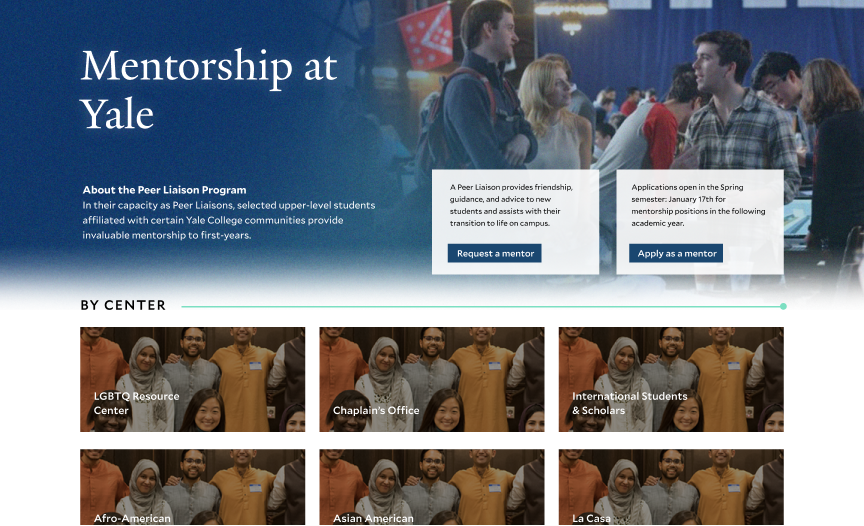 Mentorship at
Yale
About the Peer Liaison Program
In their capacity as Peer Liaisons, selected upper-level students
affiliated with certain Yale College communities provide
invaluable mentorship to first-years.
A Peer Liaison provides friendship,
guidance, and advice to new
students and assists with their
transition to life on campus.
Request a mentor
Applications open in the Spring
semester: January 17th for
mentorship positions in the following
academic year.
Apply as a mentor
BY CENTER
LGBTQ Resource
Center
Chaplain's Office
International Students
& Scholars
Afro-American
Asian American
La Casa